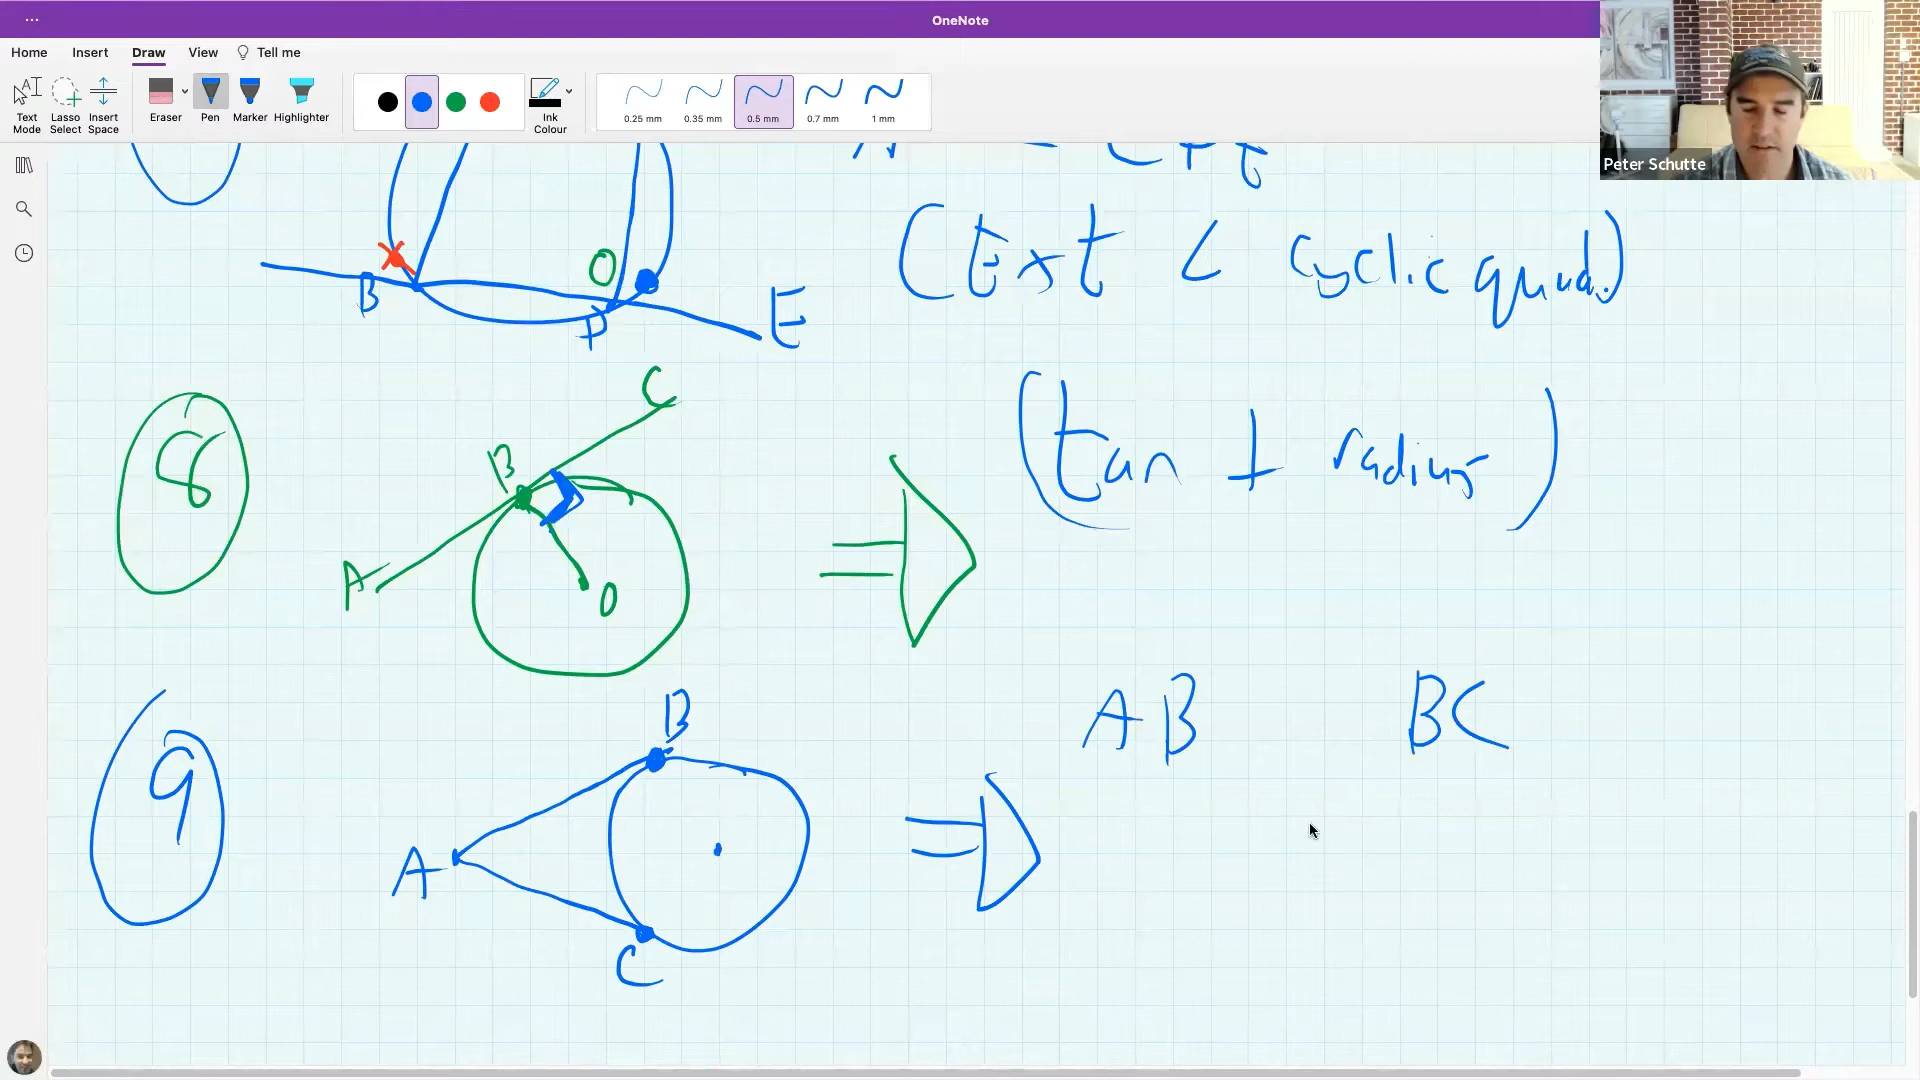 OneNote
Home Insert Draw View Tell me
Text Mode
Lasso Select
Insert Space
Eraser
Pen
Marker
Highlighter
Ink Colour
0.25 mm
0.35 mm
0.5 mm
0.7 mm
1 mm
Peter Schutte
B
O
D
E
(ext < cyclic quad.)
8
C
B
A
O
(tan ⊥ radius)
9
B
A
C
AB BC